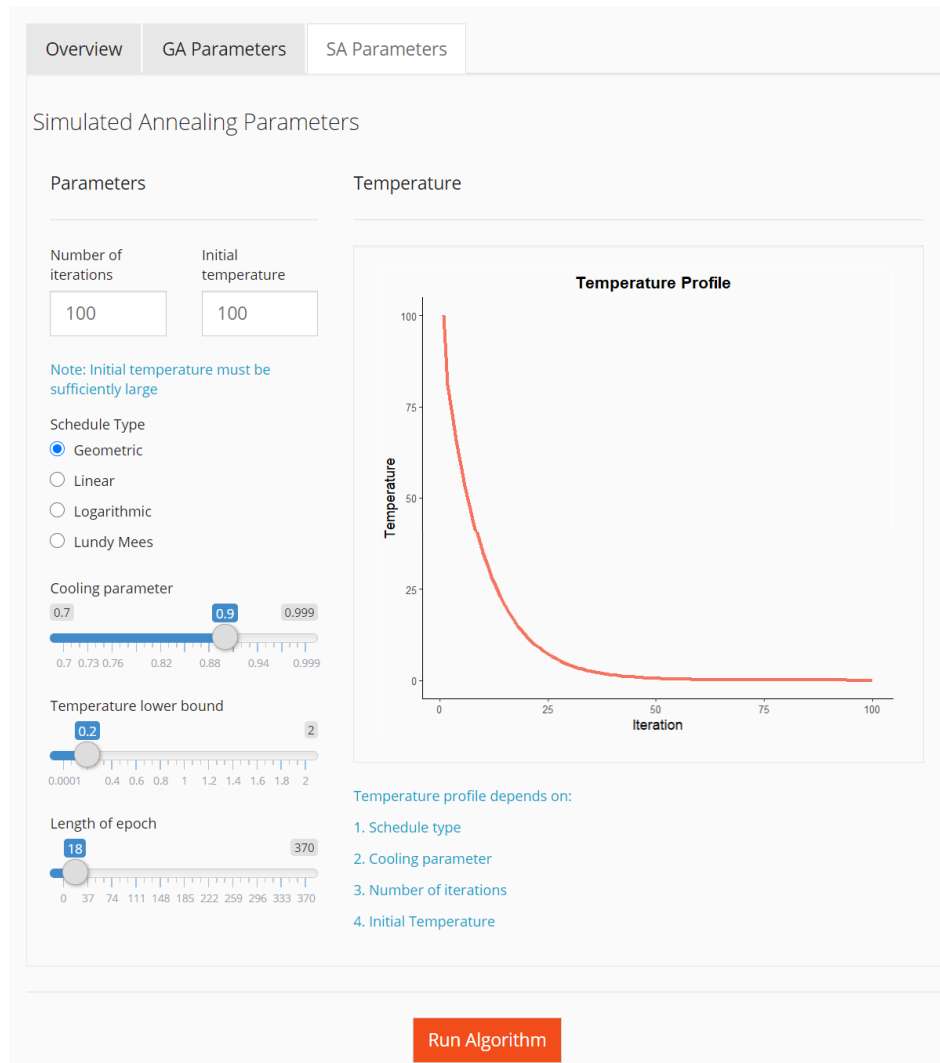 Overview
GA Parameters
SA Parameters
Simulated Annealing Parameters
Parameters
Number of
iterations
Initial
temperature
100
100
Note: Initial temperature must be
sufficiently large
Schedule Type
Geometric
Linear
Logarithmic
Lundy Mees
Cooling parameter
0.7 0.9 0.999
0.7 0.73 0.76 0.82 0.88 0.94 0.999
Temperature lower bound
0.2 2
0.0001 0.4 0.6 0.8 1 1.2 1.4 1.6 1.8 2
Length of epoch
18 370
0 37 74 111 148 185 222 259 296 333 370
Temperature
Temperature Profile
100
75
50
25
0
Temperature
0 25 50 75 100
Iteration
Temperature profile depends on:
1. Schedule type
2. Cooling parameter
3. Number of iterations
4. Initial Temperature
Run Algorithm